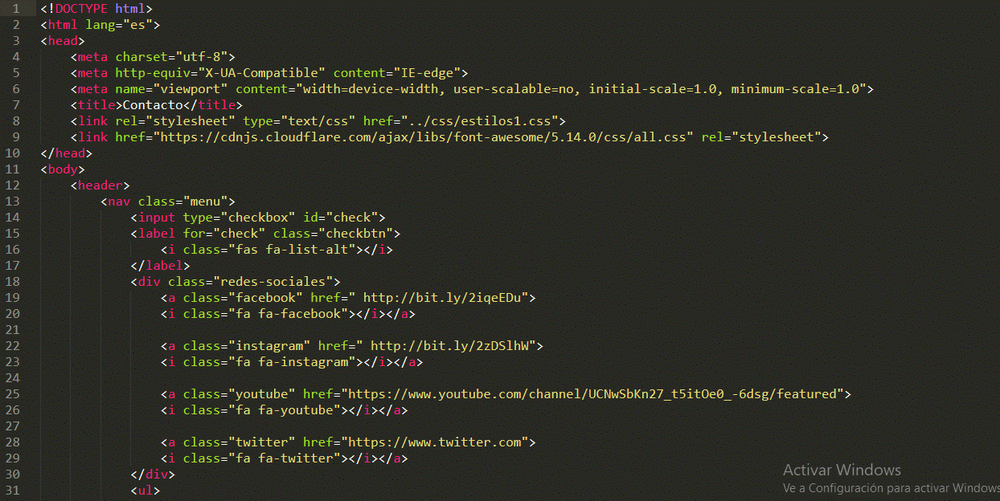 1 <!DOCTYPE html>
2 <html lang="es">
3 <head>
4     <meta charset="utf-8">
5     <meta http-equiv="X-UA-Compatible" content="IE-edge">
6     <meta name="viewport" content="width=device-width, user-scalable=no, initial-scale=1.0, minimum-scale=1.0">
7     <title>Contacto</title>
8     <link rel="stylesheet" type="text/css" href="../css/estilos1.css">
9     <link href="https://cdnjs.cloudflare.com/ajax/libs/font-awesome/5.14.0/css/all.css" rel="stylesheet">
10 </head>
11 <body>
12     <header>
13         <nav class="menu">
14             <input type="checkbox" id="check">
15             <label for="check" class="checkbtn">
16                 <i class="fas fa-list-alt"></i>
17             </label>
18             <div class="redes-sociales">
19                 <a class="facebook" href=" http://bit.ly/2iqeEDu">
20                 <i class="fa fa-facebook"></i></a>
21
22                 <a class="instagram" href=" http://bit.ly/2zDSlhW">
23                 <i class="fa fa-instagram"></i></a>
24
25                 <a class="youtube" href="https://www.youtube.com/channel/UCNwSbKn27_t5itOe0_-6dsg/featured">
26                 <i class="fa fa-youtube"></i></a>
27
28                 <a class="twitter" href="https://www.twitter.com">
29                 <i class="fa fa-twitter"></i></a>
30             </div>
31             <ul>
Activar Windows
Ve a Configuración para activar Windows